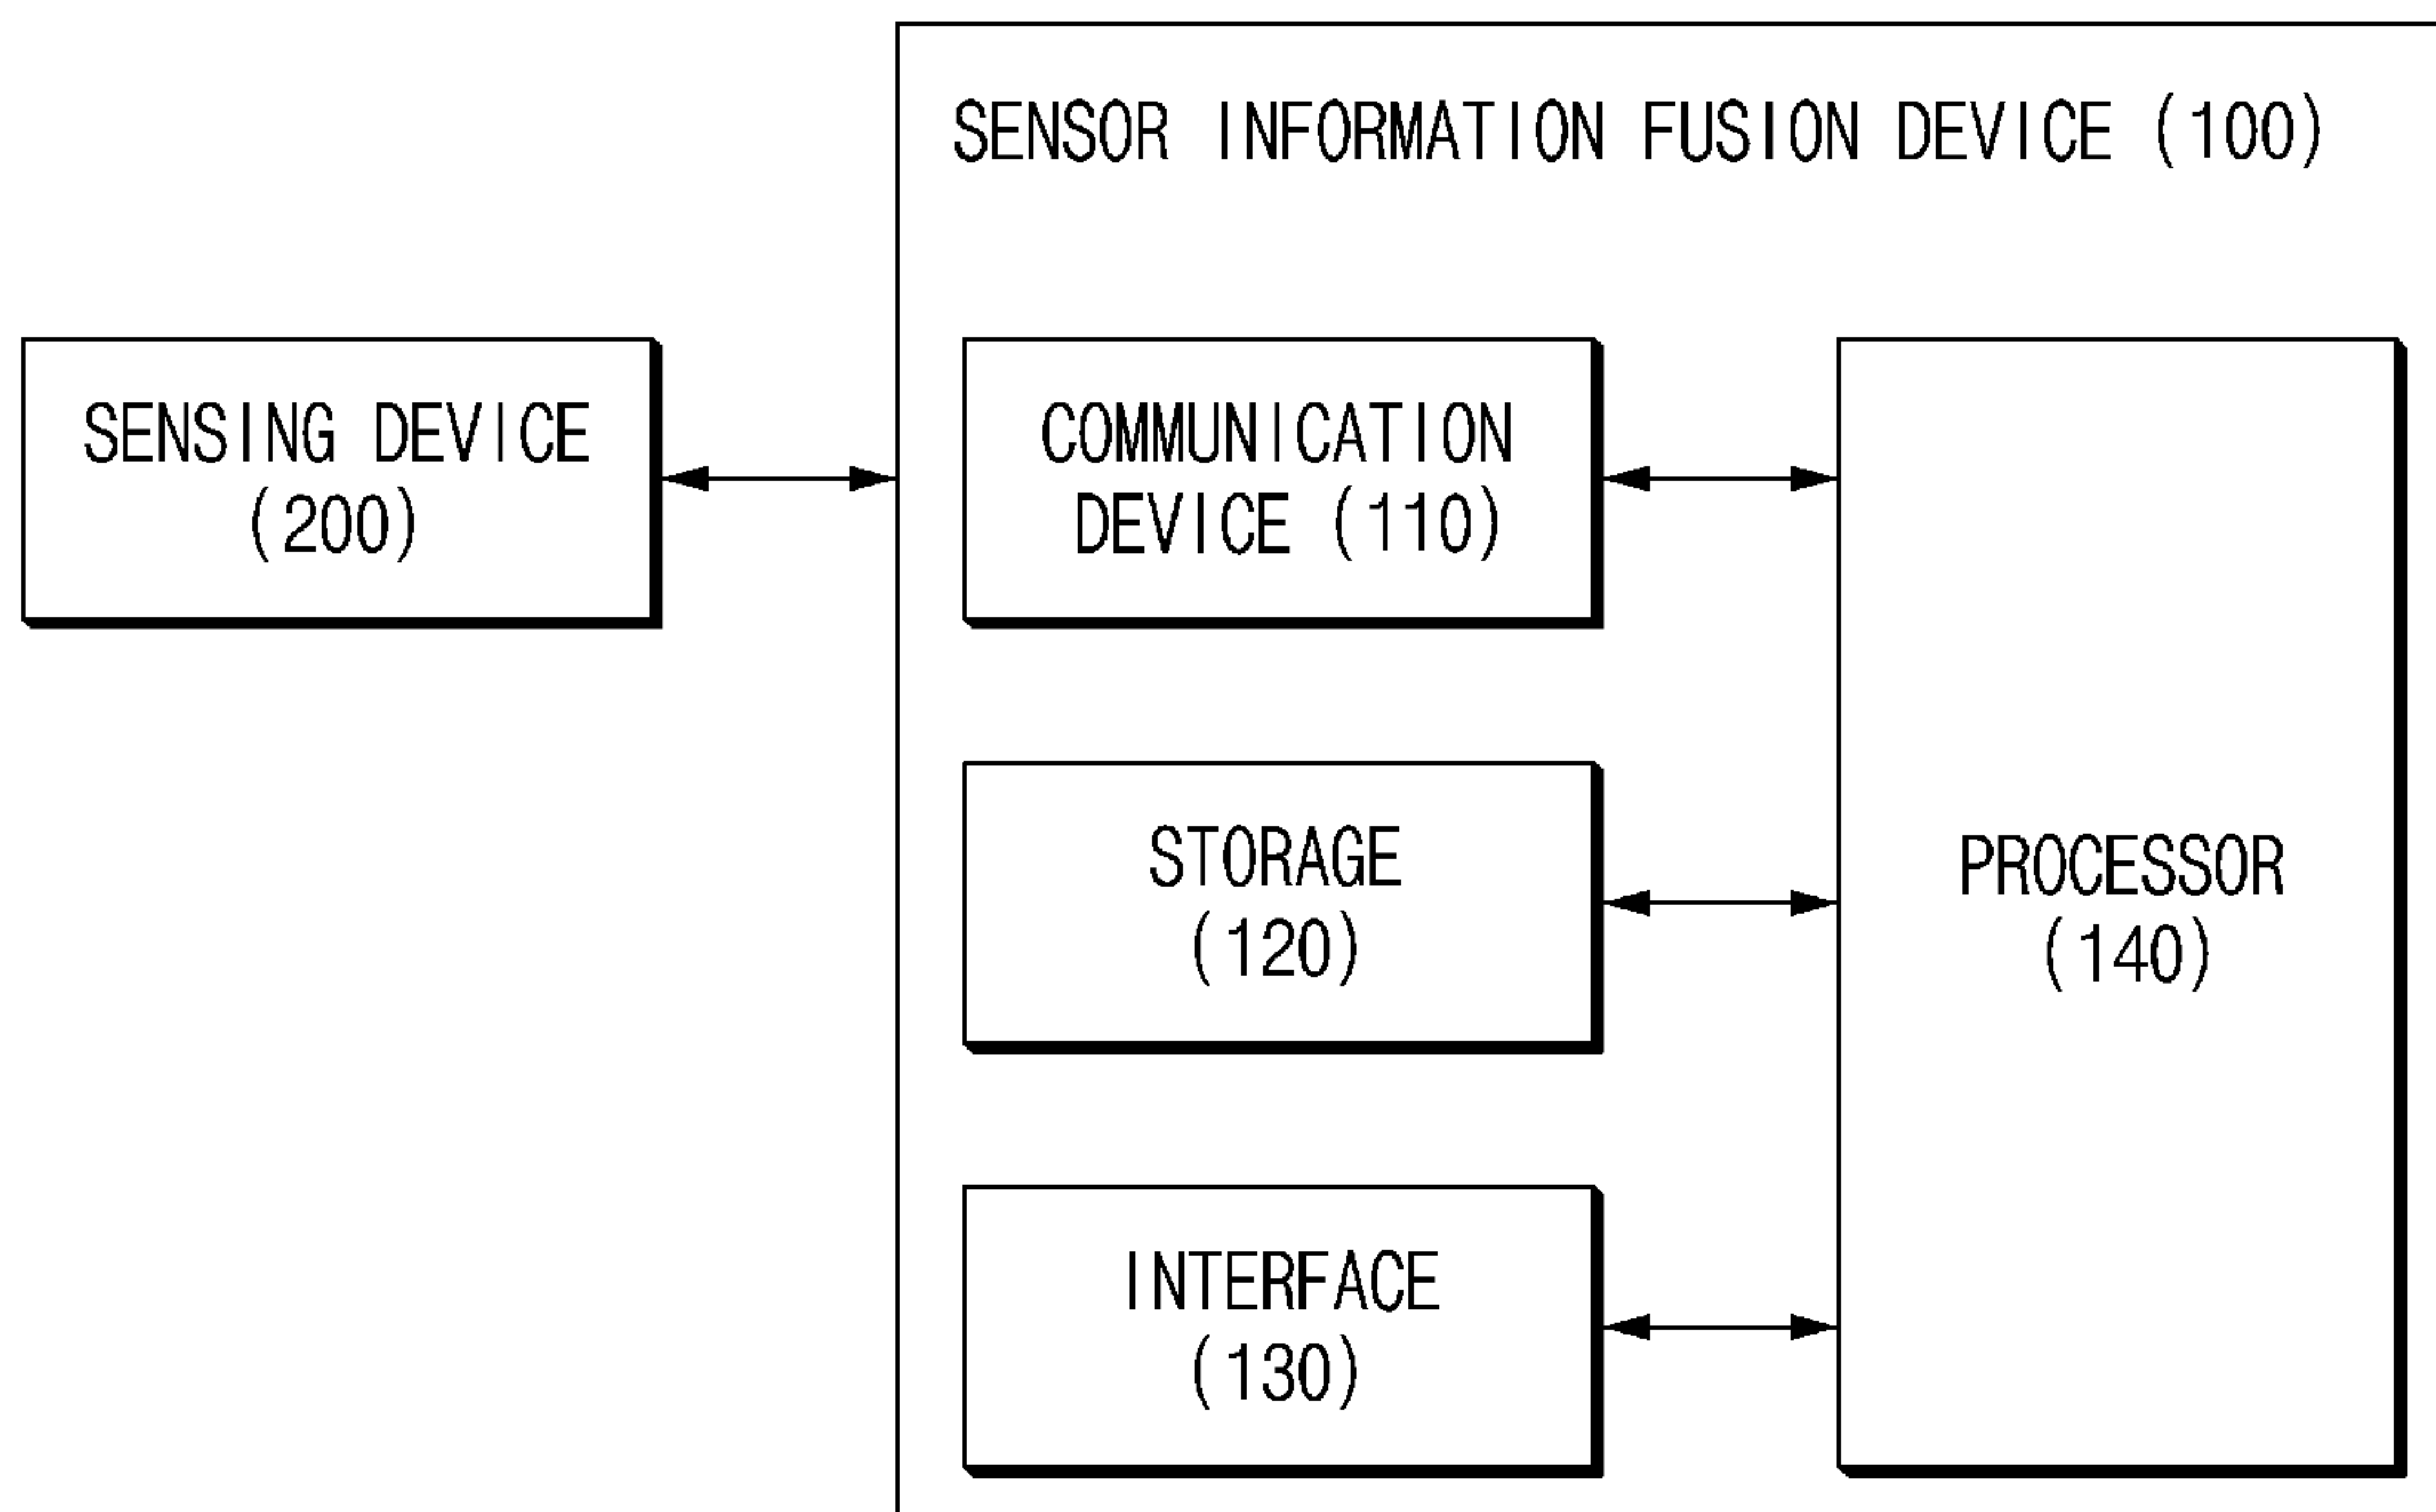 SENSOR INFORMATION FUSION DEVICE (100)
SENSING DEVICE
(200)
COMMUNICATION
DEVICE (110)
STORAGE
(120)
INTERFACE
(130)
PROCESSOR
(140)